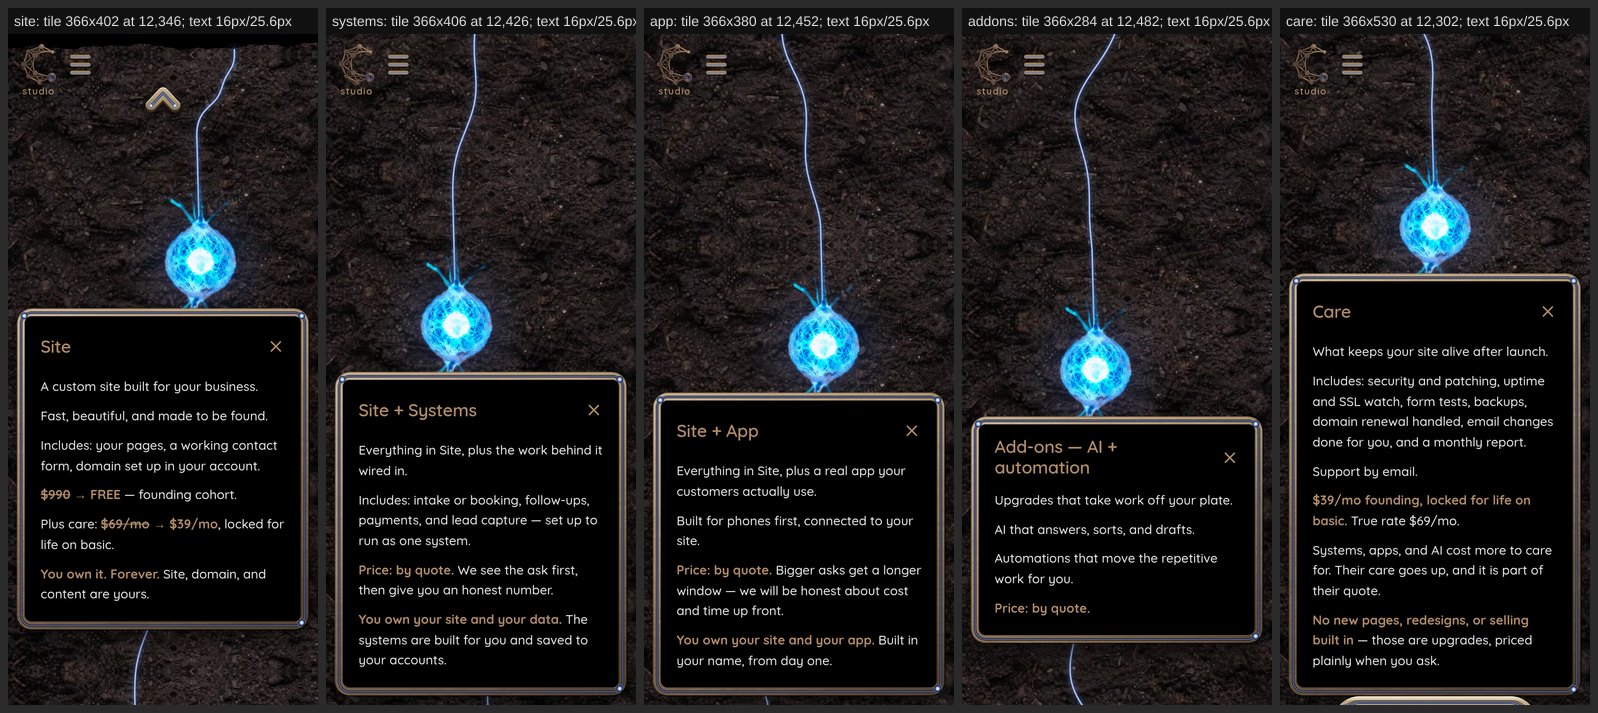 site: tile 366x402 at 12,346; text 16px/25.6px
studio
Site
A custom site built for your business.
Fast, beautiful, and made to be found.
Includes: your pages, a working contact
form, domain set up in your account.
$990 → FREE — founding cohort.
Plus care: $69/mo → $39/mo, locked for
life on basic.
You own it. Forever. Site, domain, and
content are yours.
systems: tile 366x406 at 12,426; text 16px/25.6px
studio
Site + Systems
Everything in Site, plus the work behind it
wired in.
Includes: intake or booking, follow-ups,
payments, and lead capture — set up to
run as one system.
Price: by quote. We see the ask first,
then give you an honest number.
You own your site and your data. The
systems are built for you and saved to
your accounts.
app: tile 366x380 at 12,452; text 16px/25.6px
studio
Site + App
Everything in Site, plus a real app your
customers actually use.
Built for phones first, connected to your
site.
Price: by quote. Bigger asks get a longer
window — we will be honest about cost
and time up front.
You own your site and your app. Built in
your name, from day one.
addons: tile 366x284 at 12,482; text 16px/25.6px
studio
Add-ons — AI +
automation
Upgrades that take work off your plate.
AI that answers, sorts, and drafts.
Automations that move the repetitive
work for you.
Price: by quote.
care: tile 366x530 at 12,302; text 16px/25.6px
studio
Care
What keeps your site alive after launch.
Includes: security and patching, uptime
and SSL watch, form tests, backups,
domain renewal handled, email changes
done for you, and a monthly report.
Support by email.
$39/mo founding, locked for life on
basic. True rate $69/mo.
Systems, apps, and AI cost more to care
for. Their care goes up, and it is part of
their quote.
No new pages, redesigns, or selling
built in — those are upgrades, priced
plainly when you ask.